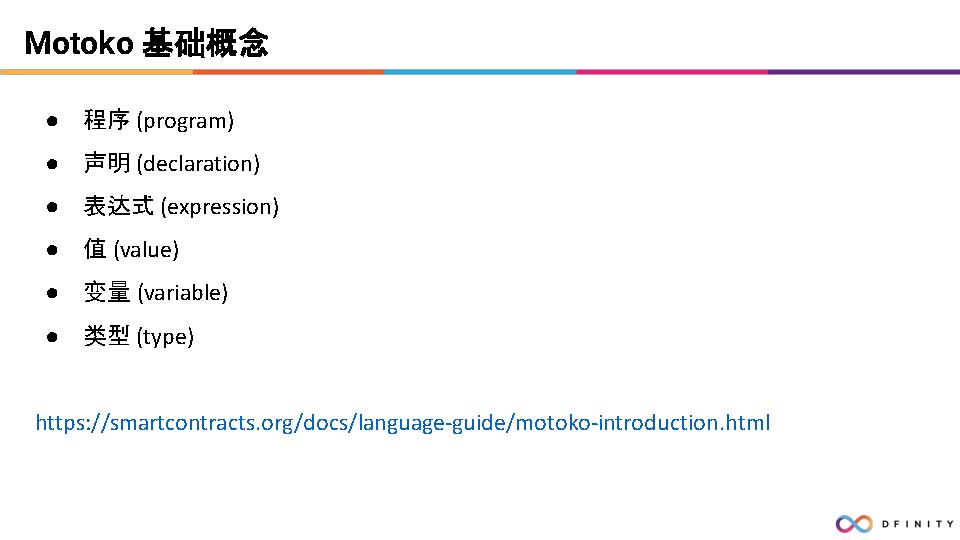 Motoko 基础概念
● 程序 (program)
● 声明 (declaration)
● 表达式 (expression)
● 值 (value)
● 变量 (variable)
● 类型 (type)
https: //smartcontracts. org/docs/language-guide/motoko-introduction. html
DFINITY